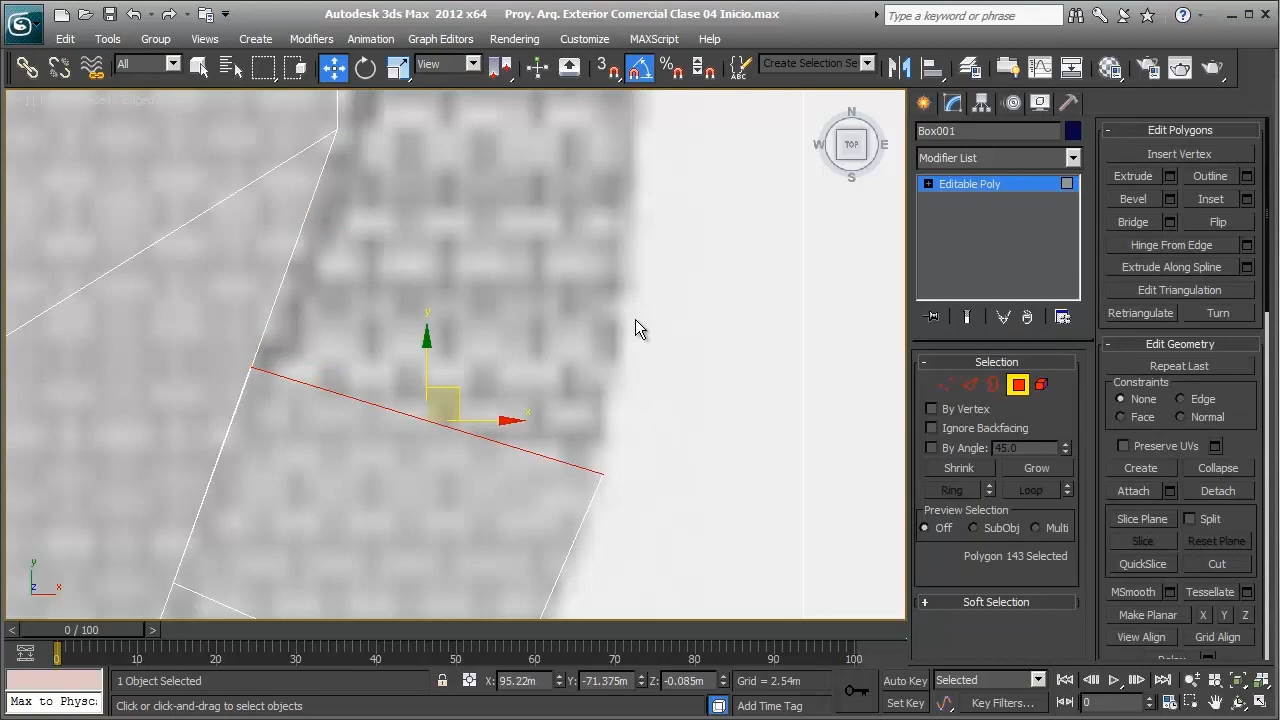 Autodesk 3ds Max 2012 x64 Proy. Arq. Exterior Comercial Clase 04 Inicio.max
Type a keyword or phrase
Edit Tools Group Views Create Modifiers Animation Graph Editors Rendering Customize MAXScript Help
All View 3 Create Selection Se
N
W TOP E
S
y
x
y
z x
Box001
Modifier List
Editable Poly
Selection
By Vertex
Ignore Backfacing
By Angle: 45.0
Shrink Grow
Ring Loop
Preview Selection
Off SubObj Multi
Polygon 143 Selected
Soft Selection
Edit Polygons
Insert Vertex
Extrude Outline
Bevel Inset
Bridge Flip
Hinge From Edge
Extrude Along Spline
Edit Triangulation
Retriangulate Turn
Edit Geometry
Repeat Last
Constraints
None Edge
Face Normal
Preserve UVs
Create Collapse
Attach Detach
Slice Plane Split
Slice Reset Plane
QuickSlice Cut
MSmooth Tessellate
Make Planar X Y Z
View Align Grid Align
0 / 100
0 10 20 30 40 50 60 70 80 90 100
1 Object Selected X: 95.22m Y: -71.375m Z: -0.085m Grid = 2.54m Auto Key Selected
Max to Physc Click or click-and-drag to select objects Add Time Tag Set Key Key Filters... 0